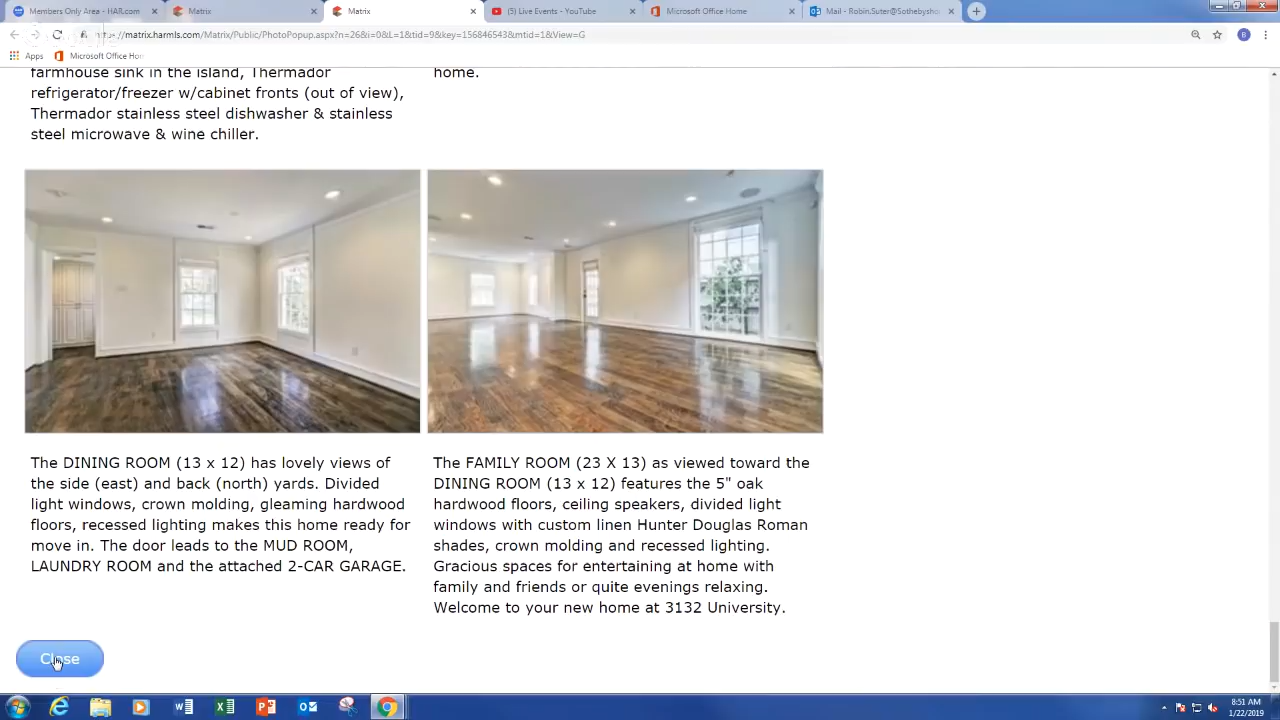 Members Only Area - HAR.com
Matrix
Matrix
(5) Live Events - YouTube
Microsoft Office Home
Mail - Robin.Suter@Sothebysho
https://matrix.harmls.com/Matrix/Public/PhotoPopup.aspx?n=26&i=0&L=1&tid=9&key=156846543&mtid=1&View=G
B
Apps
Microsoft Office Ho
farmhouse sink in the island, Thermador
refrigerator/freezer w/cabinet fronts (out of view),
Thermador stainless steel dishwasher & stainless
steel microwave & wine chiller.
home.
The DINING ROOM (13 x 12) has lovely views of
the side (east) and back (north) yards. Divided
light windows, crown molding, gleaming hardwood
floors, recessed lighting makes this home ready for
move in. The door leads to the MUD ROOM,
LAUNDRY ROOM and the attached 2-CAR GARAGE.
The FAMILY ROOM (23 X 13) as viewed toward the
DINING ROOM (13 x 12) features the 5" oak
hardwood floors, ceiling speakers, divided light
windows with custom linen Hunter Douglas Roman
shades, crown molding and recessed lighting.
Gracious spaces for entertaining at home with
family and friends or quite evenings relaxing.
Welcome to your new home at 3132 University.
Close
8:51 AM
1/22/2019